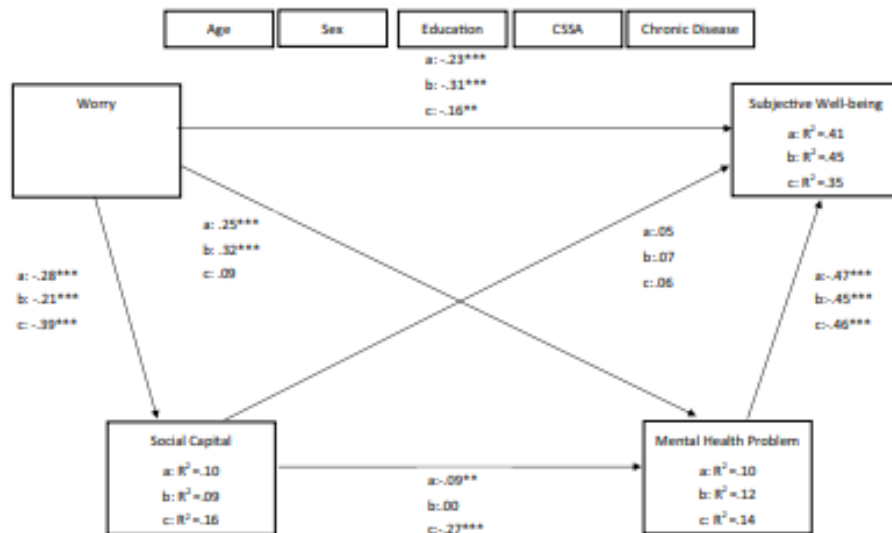 Age Sex Education CSSA Chronic Disease
a: -.23***
b: -.31***
c: -.16**
Worry
Subjective Well-being
a: R²=.41
b: R²=.45
c: R²=.35
a: .25***
b: .32***
c: .09
a:.05
b:.07
c:.06
a: -.28***
b: -.21***
c: -.39***
a:-.47***
b:-.45***
c:-.46***
Social Capital
a: R²=.10
b: R²=.09
c: R²=.16
a:-.09**
b:.00
c:-.27***
Mental Health Problem
a: R²=.10
b: R²=.12
c: R²=.14